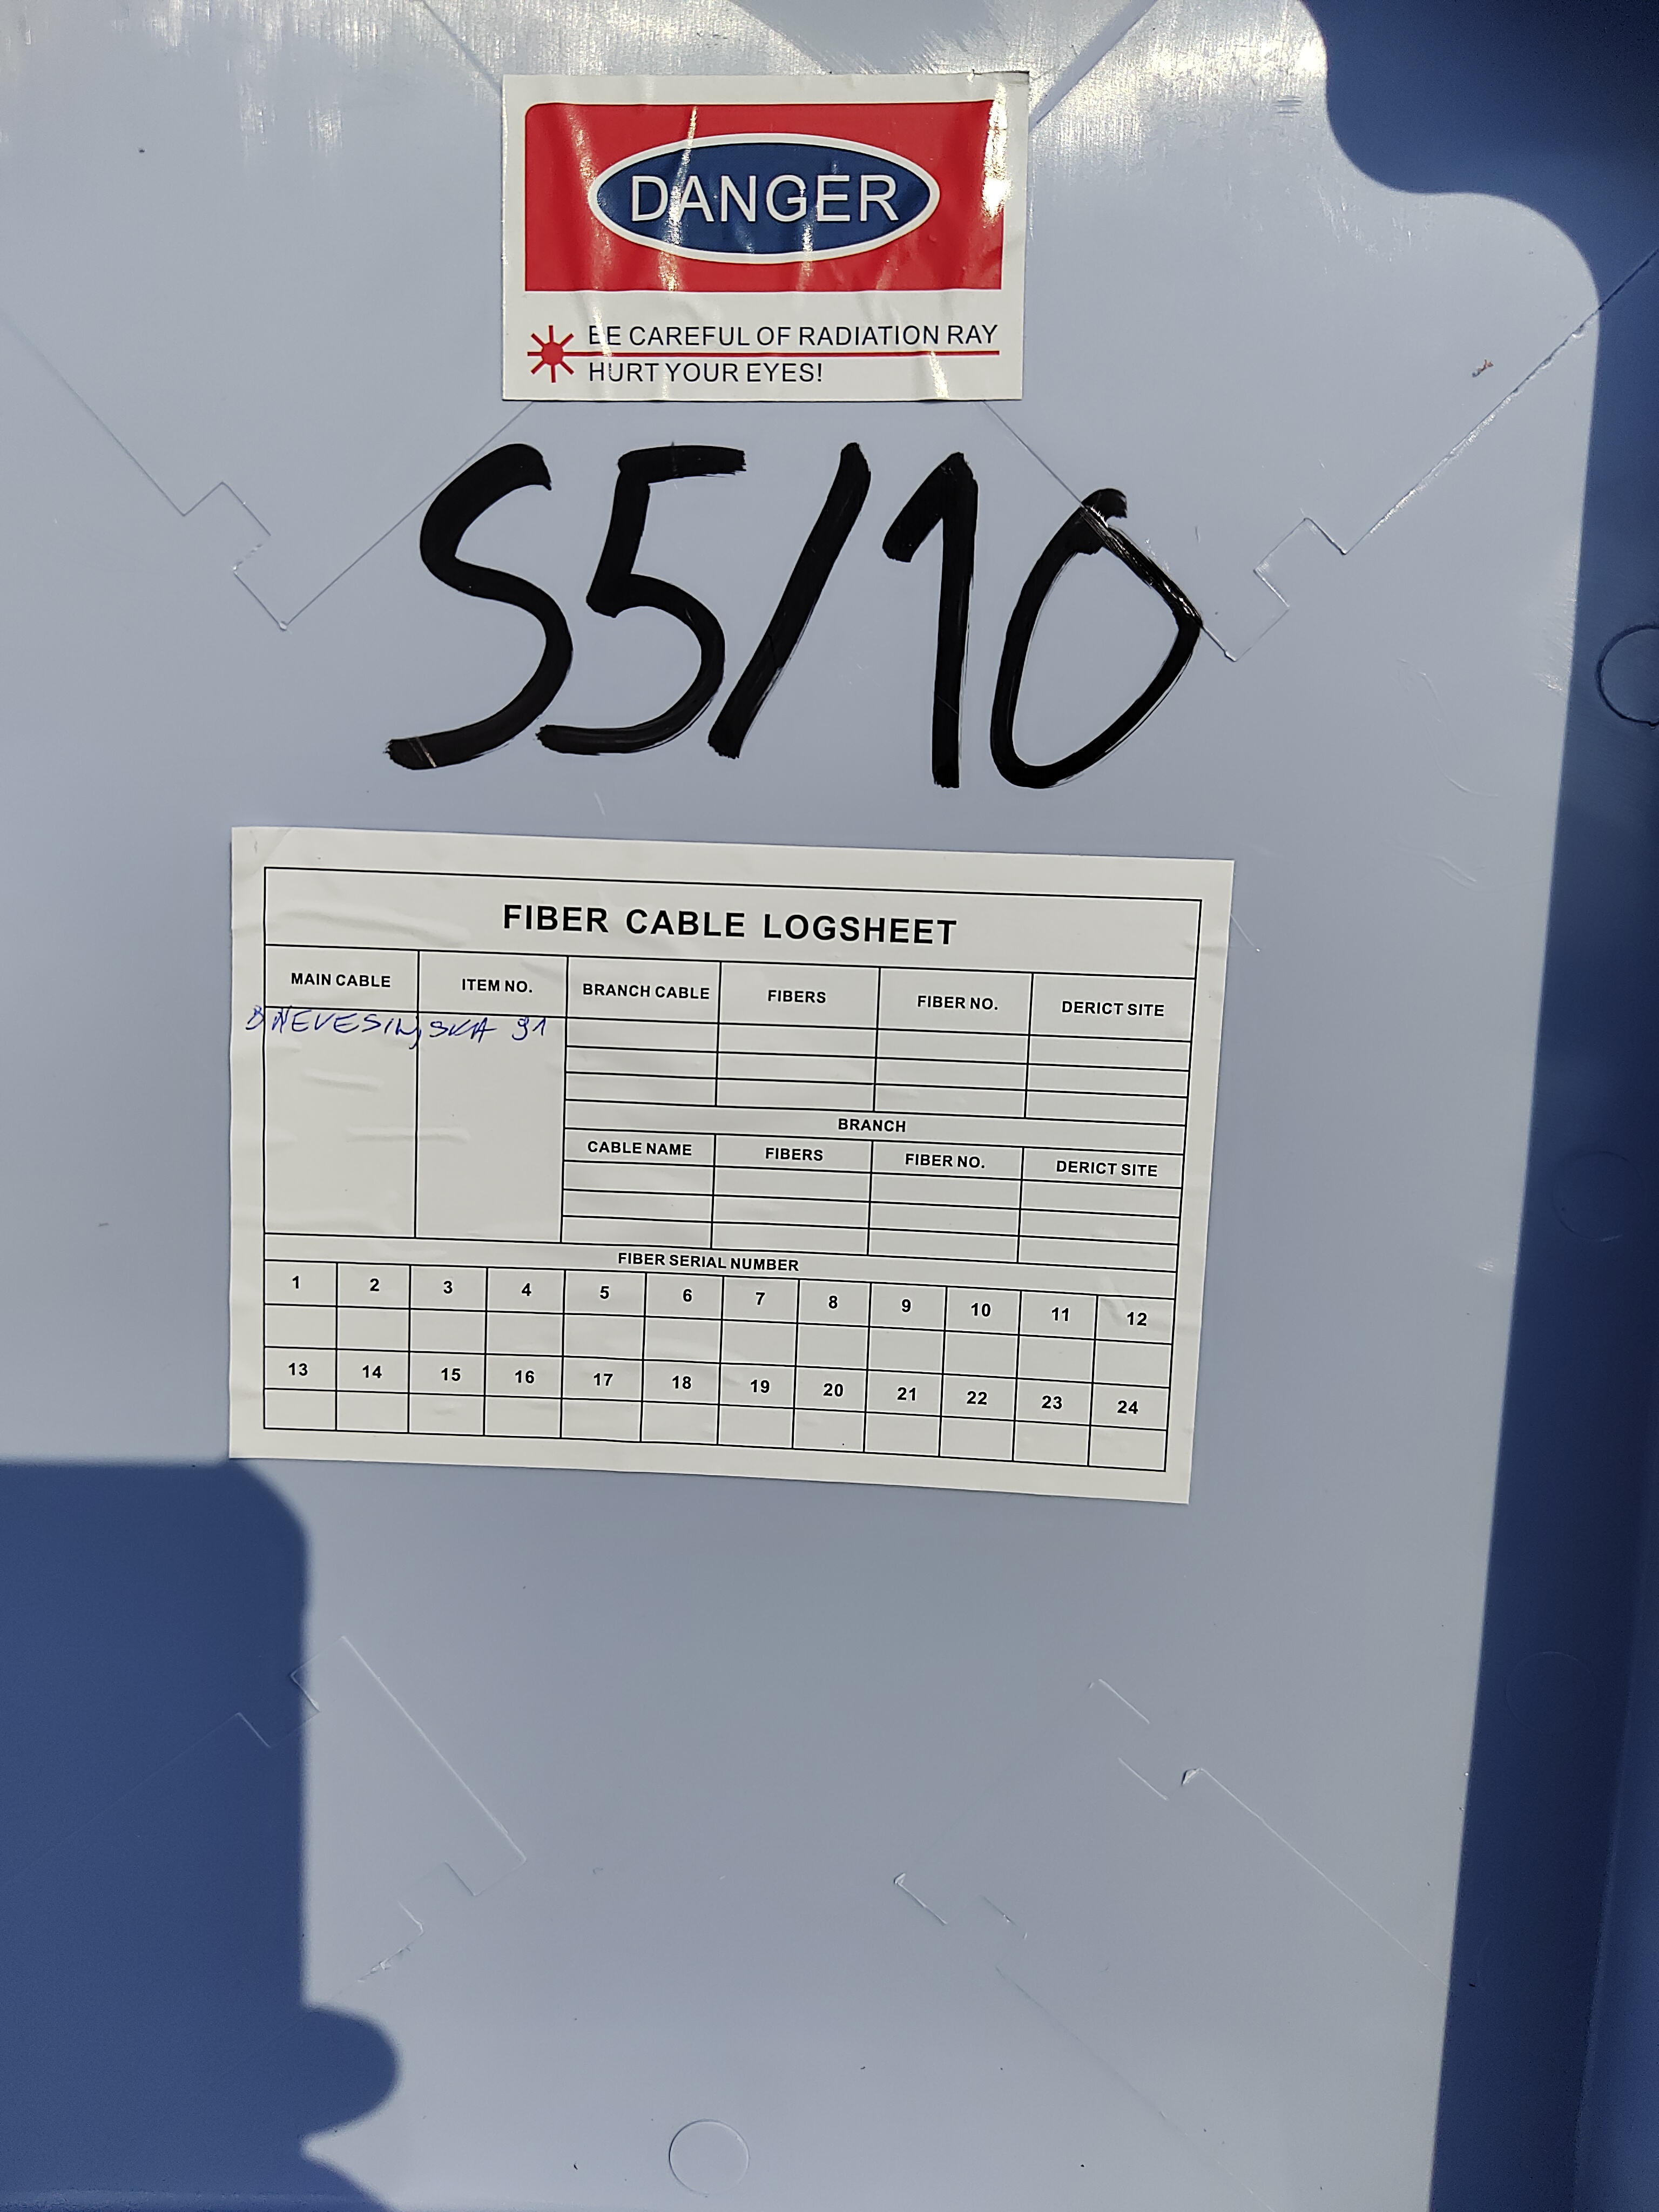 DANGER
BE CAREFUL OF RADIATION RAY
HURT YOUR EYES!
S5/10
FIBER CABLE LOGSHEET
MAIN CABLE ITEM NO. BRANCH CABLE FIBERS FIBER NO. DERICT SITE
NEVESINJSKA 91
BRANCH
CABLE NAME FIBERS FIBER NO. DERICT SITE
FIBER SERIAL NUMBER
1 2 3 4 5 6 7 8 9 10 11 12
13 14 15 16 17 18 19 20 21 22 23 24